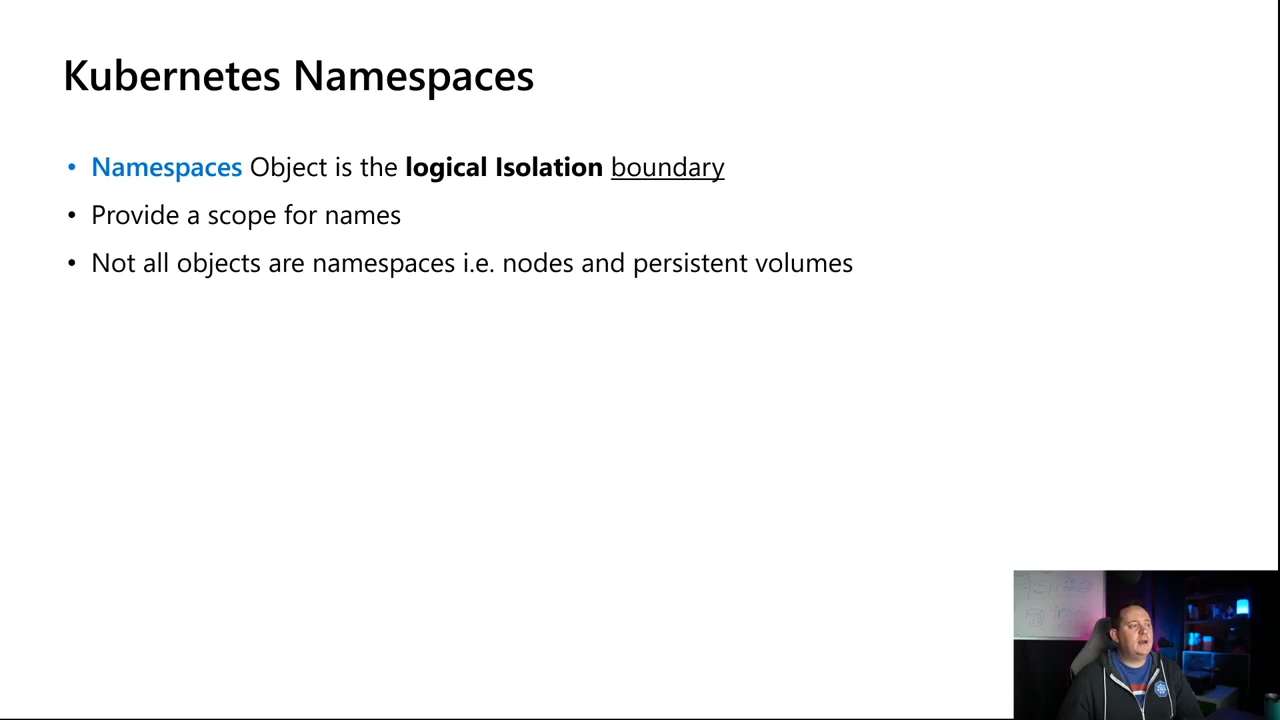 Kubernetes Namespaces
• Namespaces Object is the logical Isolation boundary
• Provide a scope for names
• Not all objects are namespaces i.e. nodes and persistent volumes